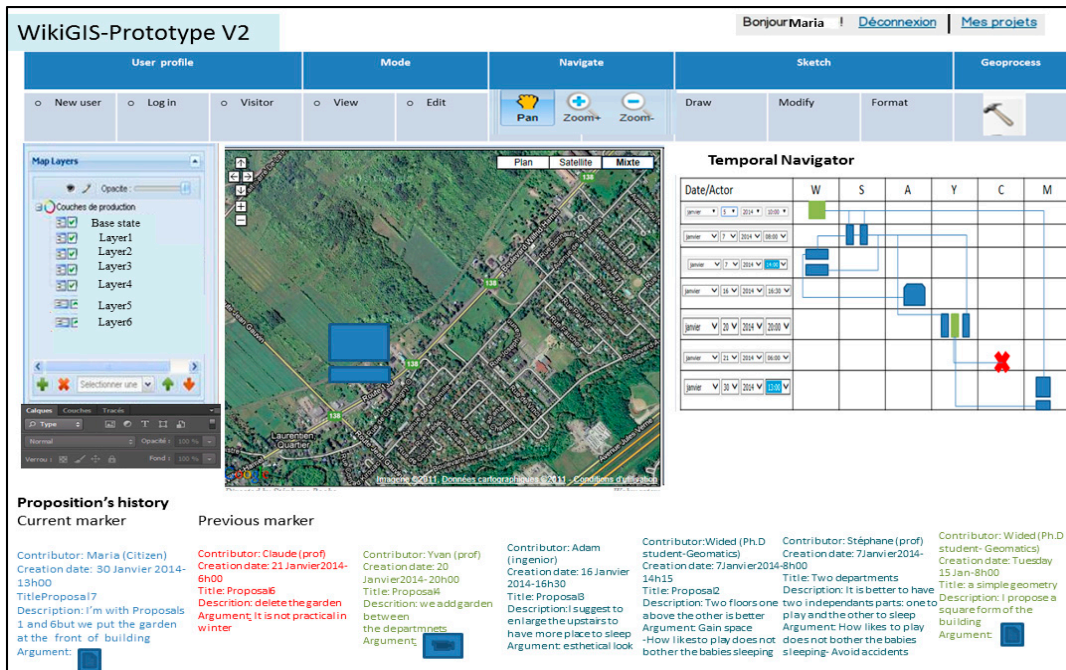 WikiGIS-Prototype V2
Bonjour Maria ! Déconnexion | Mes projets
User profile Mode Navigate Sketch Geoprocess
New user Log in Visitor View Edit Pan Zoom+ Zoom- Draw Modify Format
Map Layers
Opacite :
Couches de production
Base state
Layer1
Layer2
Layer3
Layer4
Layer5
Layer6
Selectionner une
Calques Couches Tracés
Type
Normal Opacité : 100 %
Verrou : Fond : 100 %
Plan Satellite Mixte
138
138
138
Laurentien
Quartier
Imagerie ©2011, Données cartographiques ©2011 - Conditions d'utilisation
Temporal Navigator
Date/Actor W S A Y C M
janvier 5 2014 10:00
janvier 7 2014 08:00
janvier 7 2014
janvier 16 2014 16:30
janvier 20 2014 20:00
janvier 21 2014 06:00
janvier 30 2014 13:00
Proposition's history
Current marker
Contributor: Maria (Citizen)
Creation date: 30 Janvier 2014-
13h00
TitleProposal7
Description: I'm with Proposals
1 and 6but we put the garden
at the front of building
Argument:
Previous marker
Contributor: Claude (prof)
Creation date: 21 Janvier2014-
6h00
Title: Proposal6
Descrition: delete the garden
Argument: It is not practical in
winter
Contributor: Yvan (prof)
Creation date: 20
Janvier2014-20h00
Title: Proposal4
Descrition: we add garden
between
the departmnets
Argument:
Contributor: Adam
(ingenior)
Creation date: 16 Janvier
2014-16h30
Title: Proposal3
Description: I suggest to
enlarge the upstairs to
have more place to sleep
Argument: esthetical look
Contributor:Wided (Ph.D
student-Geomatics)
Creation date: 7Janvier2014-
14h15
Title: Proposal2
Description: Two floors one
above the other is better
Argument: Gain space
-How likesto play does not
bother the babies sleeping
Contributor: Stéphane (prof)
Creation date: 7Janvier2014-
8h00
Title: Two departments
Description: It is better to have
two independants parts: one to
play and the other to sleep
Argument: How likes to play
does not bother the babies
sleeping- Avoid accidents
Contributor: Wided (Ph.D
student- Geomatics)
Creation date: Tuesday
15 Jan-8h00
Title: a simple geometry
Description: I propose a
square form of the
building
Argument: